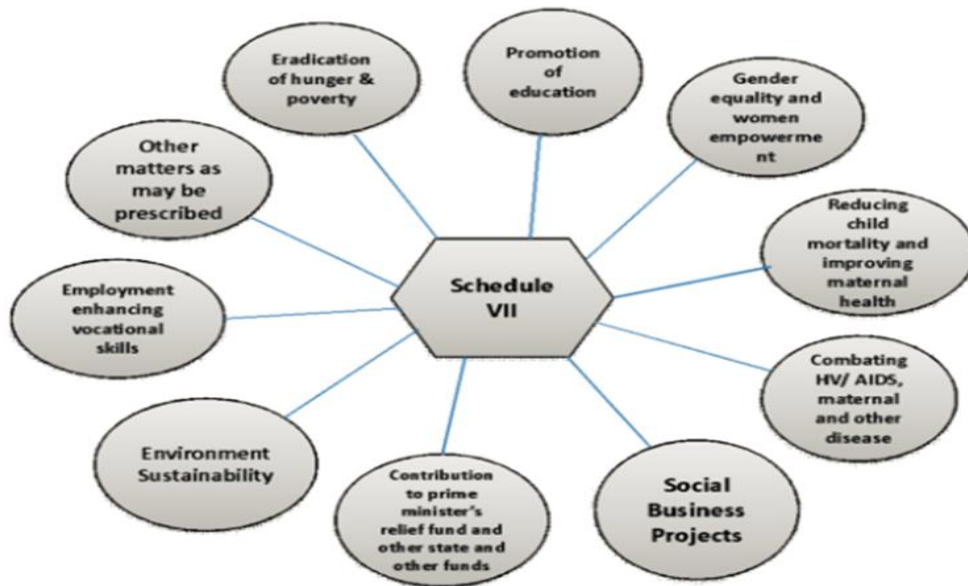 Eradication
of hunger &
poverty
Promotion
of
education
Gender
equality and
women
empowerme
nt
Other
matters as
may be
prescribed
Reducing
child
mortality and
improving
maternal
health
Schedule
VII
Employment
enhancing
vocational
skills
Combating
HV/ AIDS,
maternal
and other
disease
Environment
Sustainability
Contribution
to prime
minister's
relief fund and
other state and
other funds
Social
Business
Projects